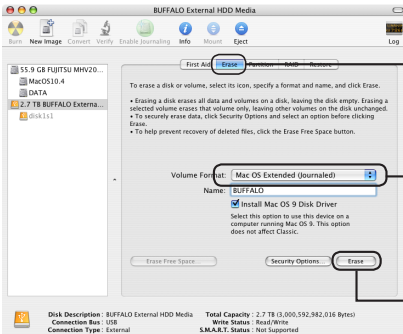 BUFFALO External HDD Media
Burn New Image Convert Verify Enable Journaling Info Mount Eject Log
First Aid Erase Partition RAID Restore
55.9 GB FUJITSU MHV20...
MacOS10.4
DATA
2.7 TB BUFFALO Externa...
disk1s1
To erase a disk or volume, select its icon, specify a format and name, and click Erase.
• Erasing a disk erases all data and volumes on a disk, leaving the disk empty. Erasing a
selected volume erases that volume only, leaving other volumes on the disk unchanged.
• To securely erase data, click Security Options and select an option before clicking
Erase.
• To help prevent recovery of deleted files, click the Erase Free Space button.
Volume Format: Mac OS Extended (Journaled)
Name: BUFFALO
Install Mac OS 9 Disk Driver
Select this option to use this device on a
computer running Mac OS 9. This option
does not affect Classic.
Erase Free Space... Security Options... Erase
Disk Description : BUFFALO External HDD Media Total Capacity : 2.7 TB (3,000,592,982,016 Bytes)
Connection Bus : USB Write Status : Read/Write
Connection Type : External S.M.A.R.T. Status : Not Supported